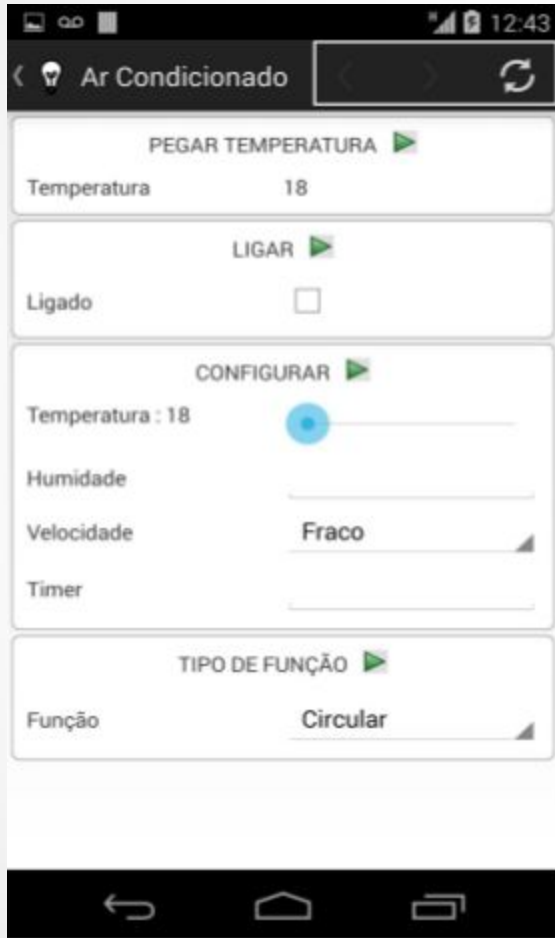 12:43
Ar Condicionado
PEGAR TEMPERATURA
Temperatura 18
LIGAR
Ligado
CONFIGURAR
Temperatura : 18
Humidade
Velocidade Fraco
Timer
TIPO DE FUNÇÃO
Função Circular